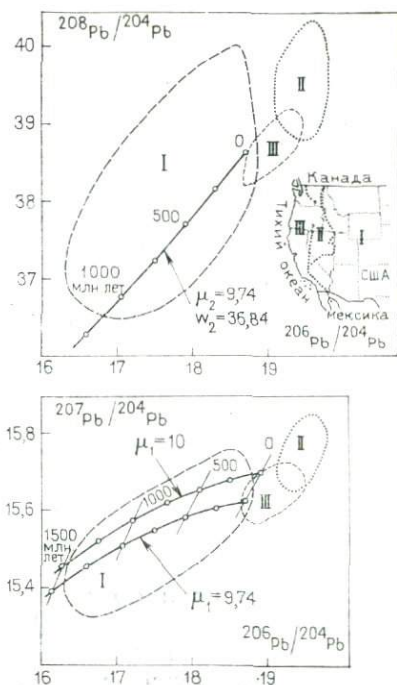 208Pb/204Pb
40
39
38
37
II
III
I
0
500
1000
млн лет
μ2=9,74
w2=36,84
Канада
Тихий океан
III
II
I
США
Мексика
206Pb/204Pb
16 17 18 19
207Pb/204Pb
15,8
15,6
15,4
μ1=10
0
500
1000
1500
млн лет
II
III
I
μ1=9,74
206Pb/204Pb
16 17 18 19